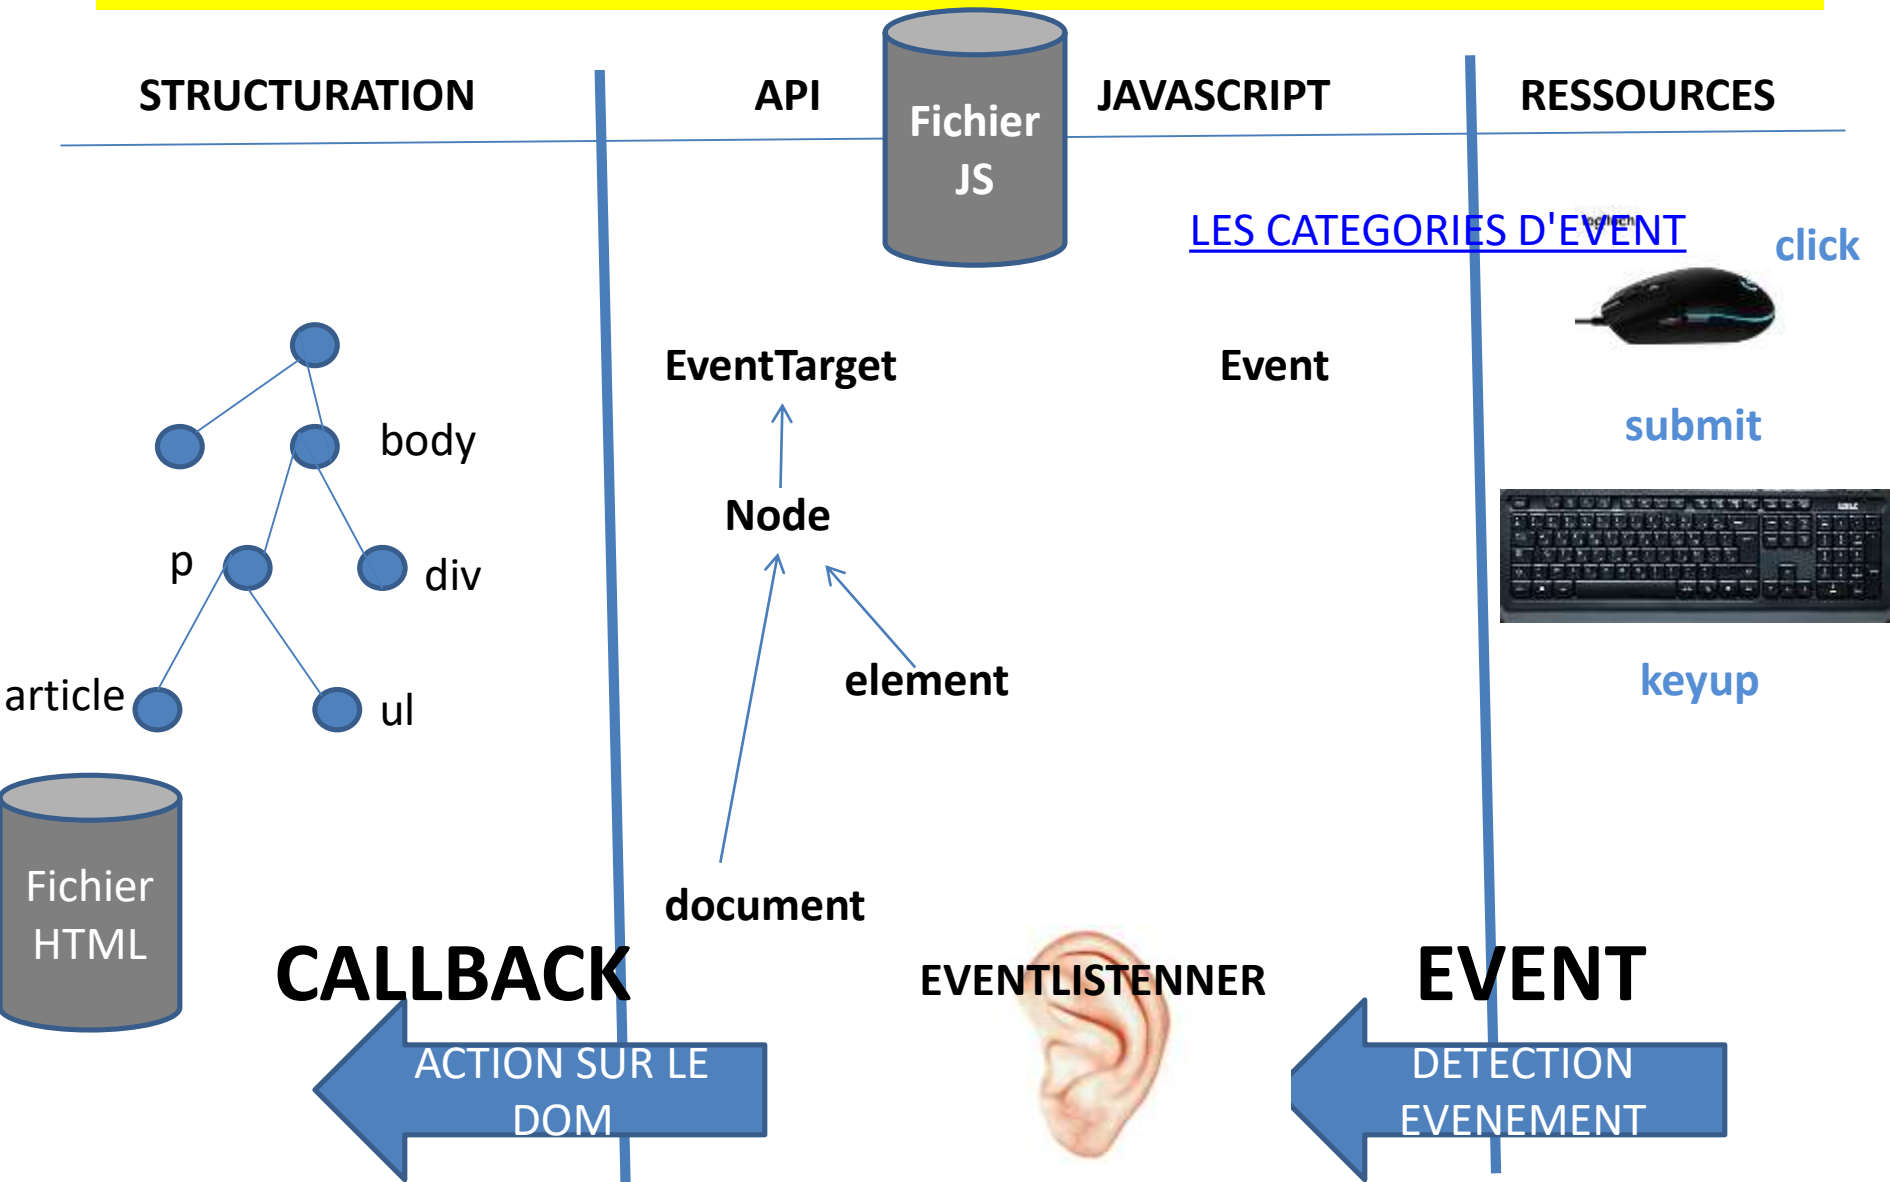 STRUCTURATION
API
JAVASCRIPT
RESSOURCES
Fichier
JS
LES CATEGORIES D'EVENT
click
EventTarget
Event
body
submit
Node
p
div
element
keyup
article
ul
Fichier
HTML
document
CALLBACK
EVENTLISTENNER
EVENT
ACTION SUR LE
DOM
DETECTION
EVENEMENT